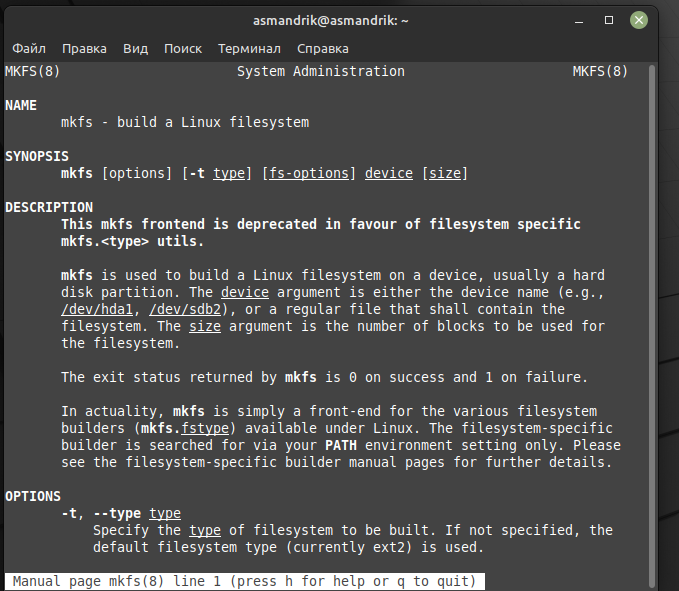 asmandrik@asmandrik: ~
Файл Правка Вид Поиск Терминал Справка
MKFS(8) System Administration MKFS(8)
NAME
mkfs - build a Linux filesystem
SYNOPSIS
mkfs [options] [-t type] [fs-options] device [size]
DESCRIPTION
This mkfs frontend is deprecated in favour of filesystem specific
mkfs.<type> utils.
mkfs is used to build a Linux filesystem on a device, usually a hard
disk partition. The device argument is either the device name (e.g.,
/dev/hda1, /dev/sdb2), or a regular file that shall contain the
filesystem. The size argument is the number of blocks to be used for
the filesystem.
The exit status returned by mkfs is 0 on success and 1 on failure.
In actuality, mkfs is simply a front-end for the various filesystem
builders (mkfs.fstype) available under Linux. The filesystem-specific
builder is searched for via your PATH environment setting only. Please
see the filesystem-specific builder manual pages for further details.
OPTIONS
-t, --type type
Specify the type of filesystem to be built. If not specified, the
default filesystem type (currently ext2) is used.
Manual page mkfs(8) line 1 (press h for help or q to quit)